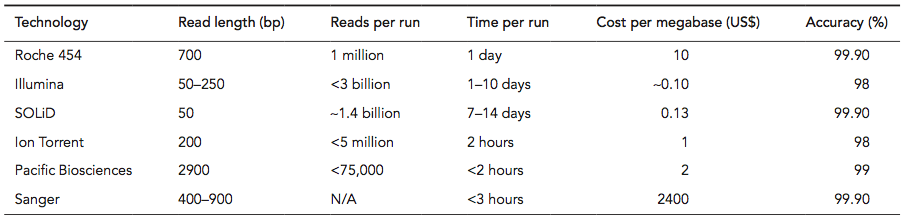 Technology Read length (bp) Reads per run Time per run Cost per megabase (US$) Accuracy (%)
Roche 454 700 1 million 1 day 10 99.90
Illumina 50–250 <3 billion 1–10 days ~0.10 98
SOLiD 50 ~1.4 billion 7–14 days 0.13 99.90
Ion Torrent 200 <5 million 2 hours 1 98
Pacific Biosciences 2900 <75,000 <2 hours 2 99
Sanger 400–900 N/A <3 hours 2400 99.90